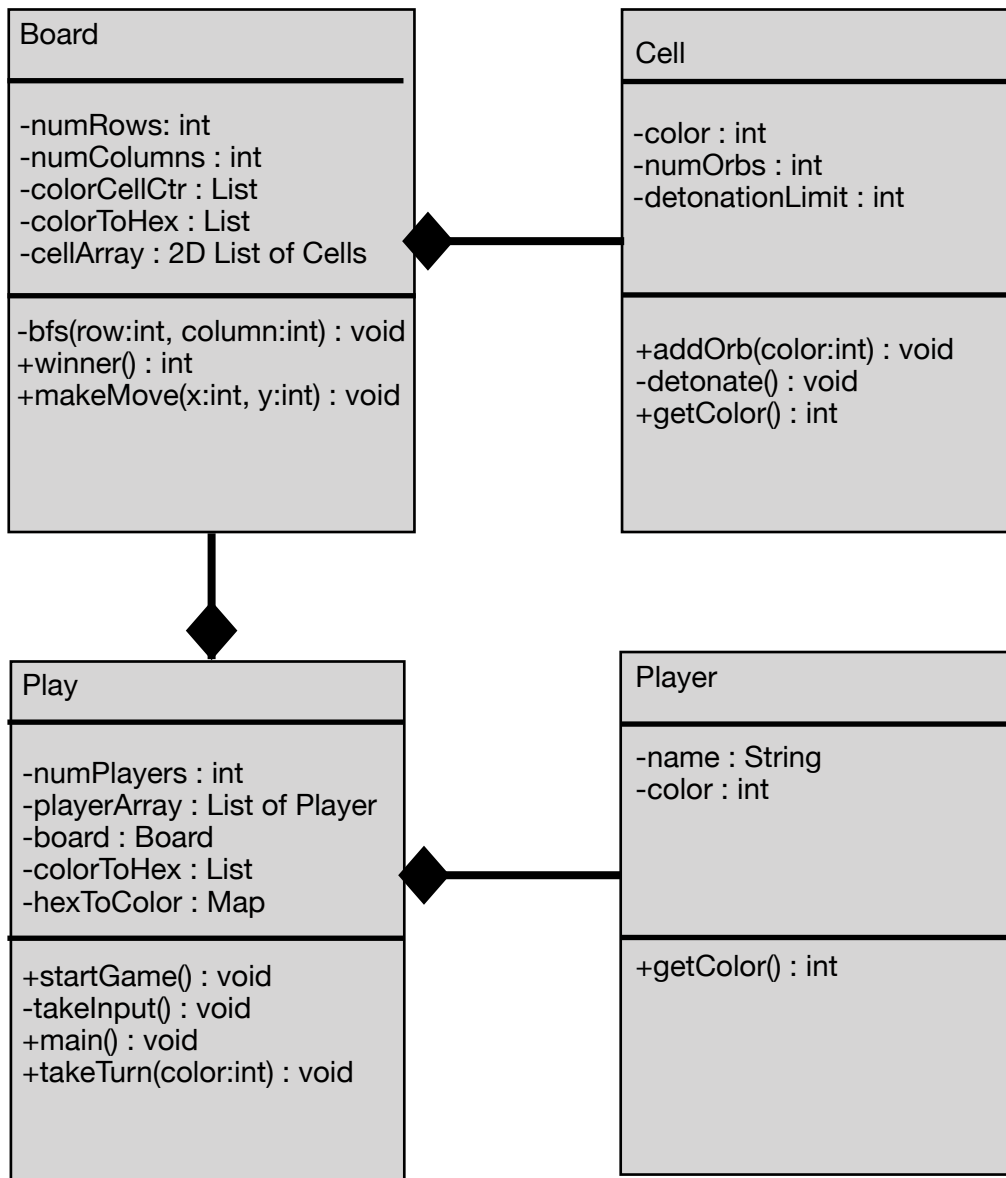 Board
-numRows: int
-numColumns : int
-colorCellCtr : List
-colorToHex : List
-cellArray : 2D List of Cells
-bfs(row:int, column:int) : void
+winner() : int
+makeMove(x:int, y:int) : void
Cell
-color : int
-numOrbs : int
-detonationLimit : int
+addOrb(color:int) : void
-detonate() : void
+getColor() : int
Play
-numPlayers : int
-playerArray : List of Player
-board : Board
-colorToHex : List
-hexToColor : Map
+startGame() : void
-takeInput() : void
+main() : void
+takeTurn(color:int) : void
Player
-name : String
-color : int
+getColor() : int